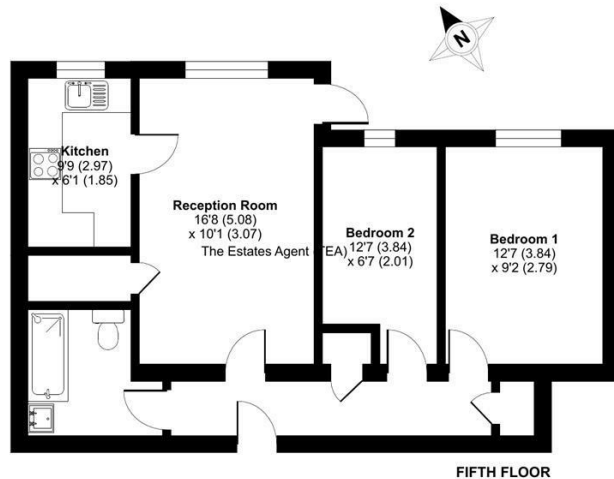 N
Kitchen
9'9 (2.97)
x 6'1 (1.85)
Reception Room
16'8 (5.08)
x 10'1 (3.07)
The Estates Agent (TEA)
Bedroom 2
12'7 (3.84)
x 6'7 (2.01)
Bedroom 1
12'7 (3.84)
x 9'2 (2.79)
FIFTH FLOOR